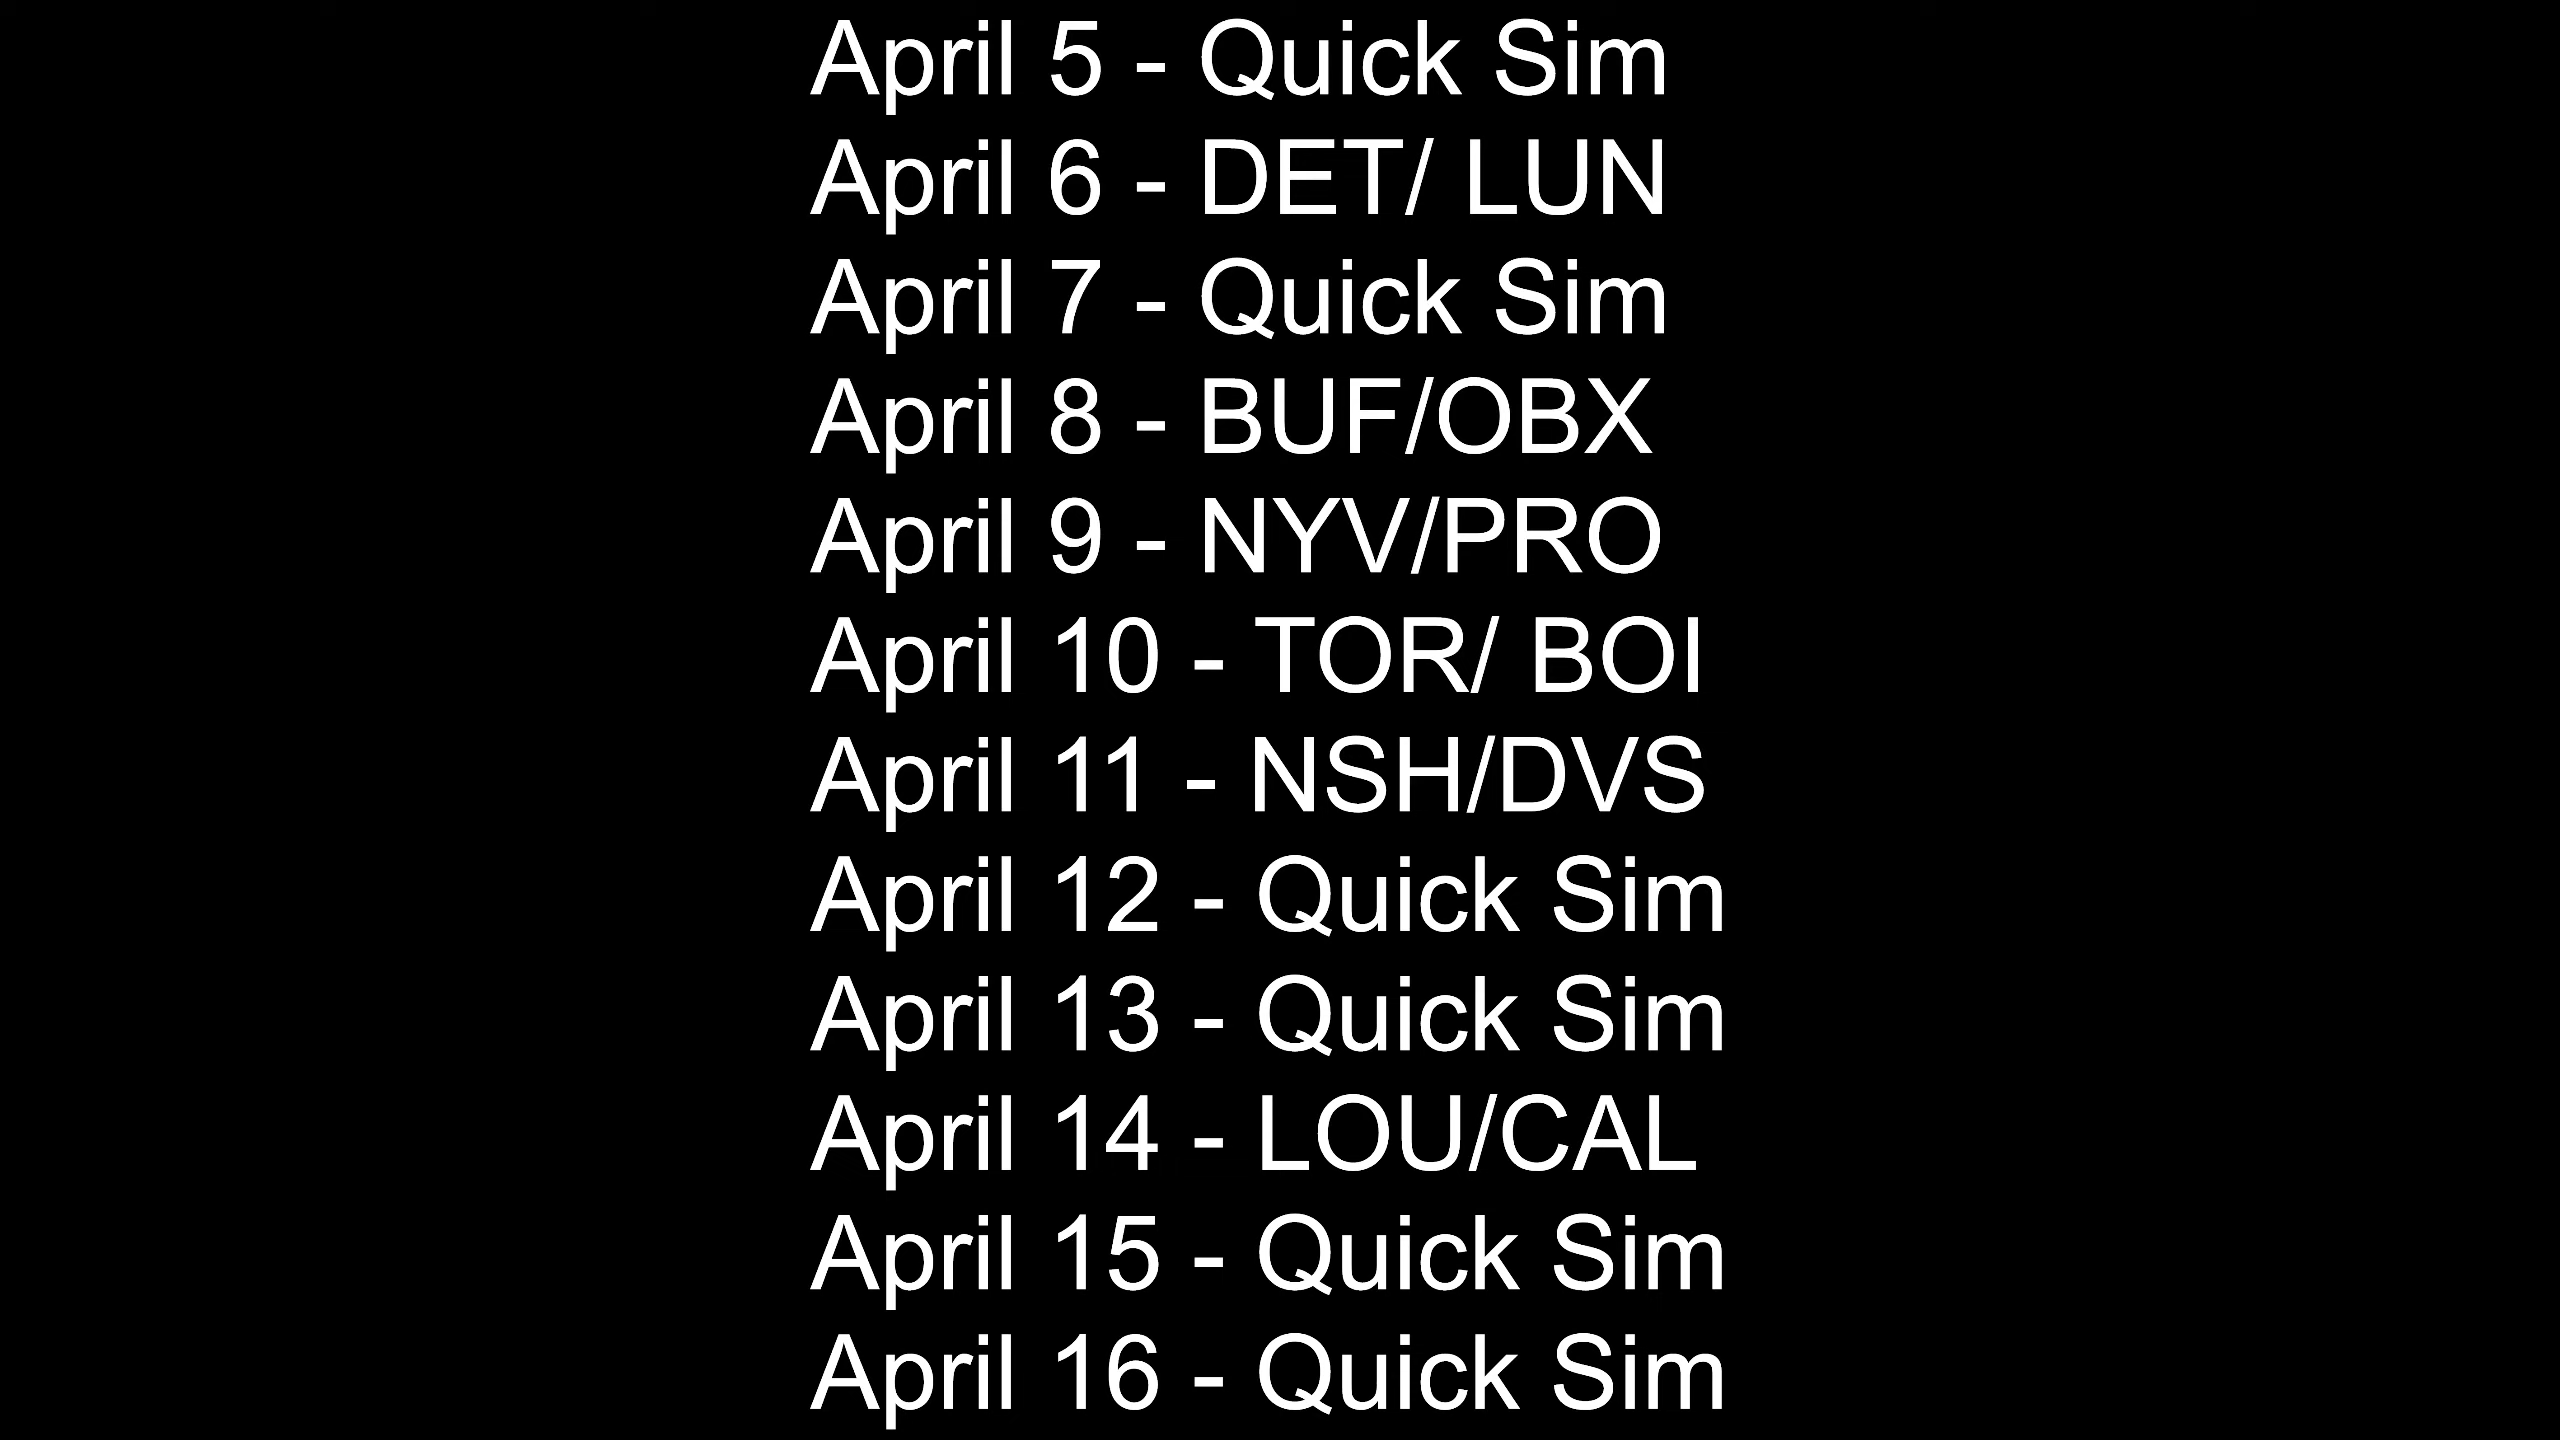 April 5 - Quick Sim
April 6 - DET/ LUN
April 7 - Quick Sim
April 8 - BUF/OBX
April 9 - NYV/PRO
April 10 - TOR/ BOI
April 11 - NSH/DVS
April 12 - Quick Sim
April 13 - Quick Sim
April 14 - LOU/CAL
April 15 - Quick Sim
April 16 - Quick Sim